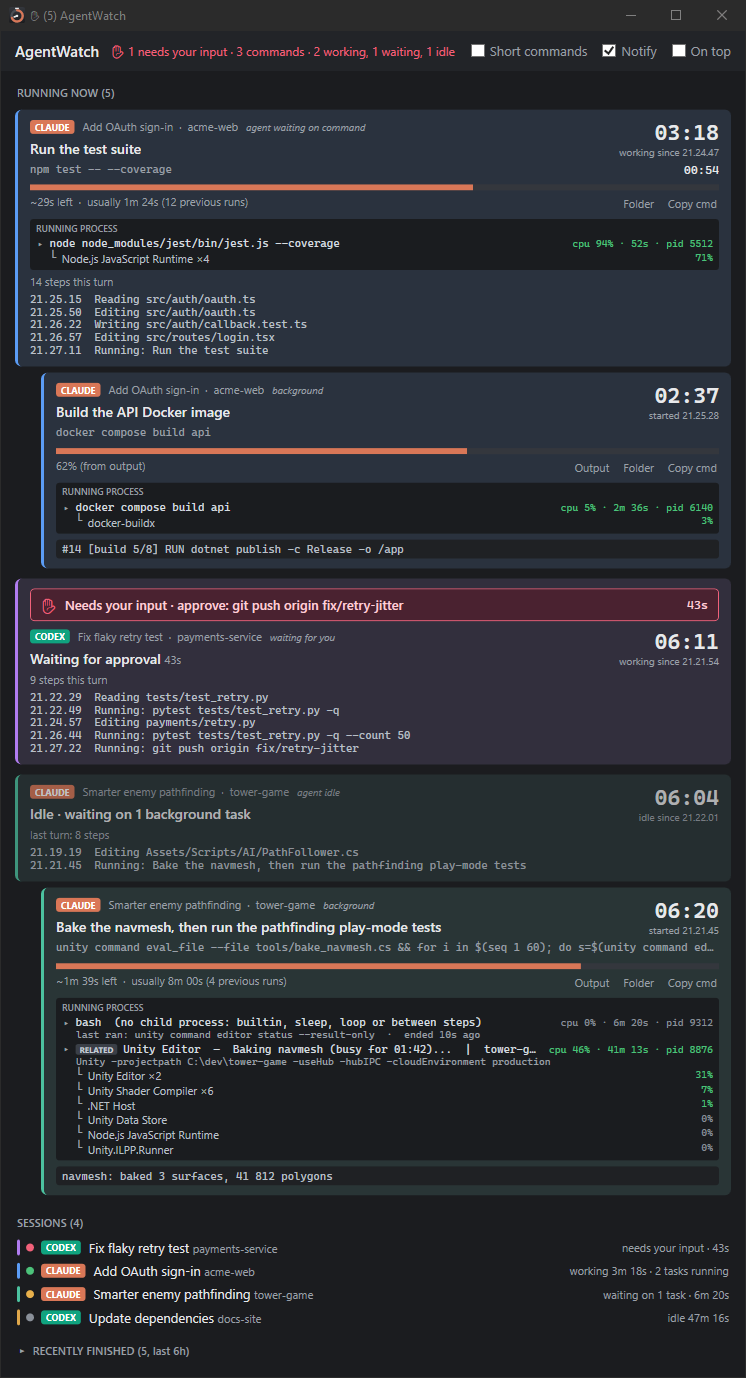 (5) AgentWatch
AgentWatch 1 needs your input · 3 commands · 2 working, 1 waiting, 1 idle Short commands Notify On top
RUNNING NOW (5)
CLAUDE Add OAuth sign-in · acme-web agent waiting on command 03:18
Run the test suite working since 21.24.47
npm test -- --coverage 00:54
~29s left · usually 1m 24s (12 previous runs) Folder Copy cmd
RUNNING PROCESS
▸ node node_modules/jest/bin/jest.js --coverage cpu 94% · 52s · pid 5512
└ Node.js JavaScript Runtime ×4 71%
14 steps this turn
21.25.15 Reading src/auth/oauth.ts
21.25.50 Editing src/auth/oauth.ts
21.26.22 Writing src/auth/callback.test.ts
21.26.57 Editing src/routes/login.tsx
21.27.11 Running: Run the test suite
CLAUDE Add OAuth sign-in · acme-web background 02:37
Build the API Docker image started 21.25.28
docker compose build api
62% (from output) Output Folder Copy cmd
RUNNING PROCESS
▸ docker compose build api cpu 5% · 2m 36s · pid 6140
└ docker-buildx 3%
#14 [build 5/8] RUN dotnet publish -c Release -o /app
Needs your input · approve: git push origin fix/retry-jitter 43s
CODEX Fix flaky retry test · payments-service waiting for you 06:11
Waiting for approval 43s working since 21.21.54
9 steps this turn
21.22.29 Reading tests/test_retry.py
21.22.49 Running: pytest tests/test_retry.py -q
21.24.57 Editing payments/retry.py
21.26.44 Running: pytest tests/test_retry.py -q --count 50
21.27.22 Running: git push origin fix/retry-jitter
CLAUDE Smarter enemy pathfinding · tower-game agent idle 06:04
Idle · waiting on 1 background task idle since 21.22.01
last turn: 8 steps
21.19.19 Editing Assets/Scripts/AI/PathFollower.cs
21.21.45 Running: Bake the navmesh, then run the pathfinding play-mode tests
CLAUDE Smarter enemy pathfinding · tower-game background 06:20
Bake the navmesh, then run the pathfinding play-mode tests started 21.21.45
unity command eval_file --file tools/bake_navmesh.cs && for i in $(seq 1 60); do s=$(unity command ed…
~1m 39s left · usually 8m 00s (4 previous runs) Output Folder Copy cmd
RUNNING PROCESS
▸ bash (no child process: builtin, sleep, loop or between steps) cpu 0% · 6m 20s · pid 9312
last ran: unity command editor status --result-only · ended 10s ago
▸ RELATED Unity Editor – Baking navmesh (busy for 01:42)... | tower-g… cpu 46% · 41m 13s · pid 8876
Unity -projectpath C:\dev\tower-game -useHub -hubIPC -cloudEnvironment production
└ Unity Editor ×2 31%
└ Unity Shader Compiler ×6 7%
└ .NET Host 1%
└ Unity Data Store 0%
└ Node.js JavaScript Runtime 0%
└ Unity.ILPP.Runner 0%
navmesh: baked 3 surfaces, 41 812 polygons
SESSIONS (4)
CODEX Fix flaky retry test payments-service needs your input · 43s
CLAUDE Add OAuth sign-in acme-web working 3m 18s · 2 tasks running
CLAUDE Smarter enemy pathfinding tower-game waiting on 1 task · 6m 20s
CODEX Update dependencies docs-site idle 47m 16s
▸ RECENTLY FINISHED (5, last 6h)